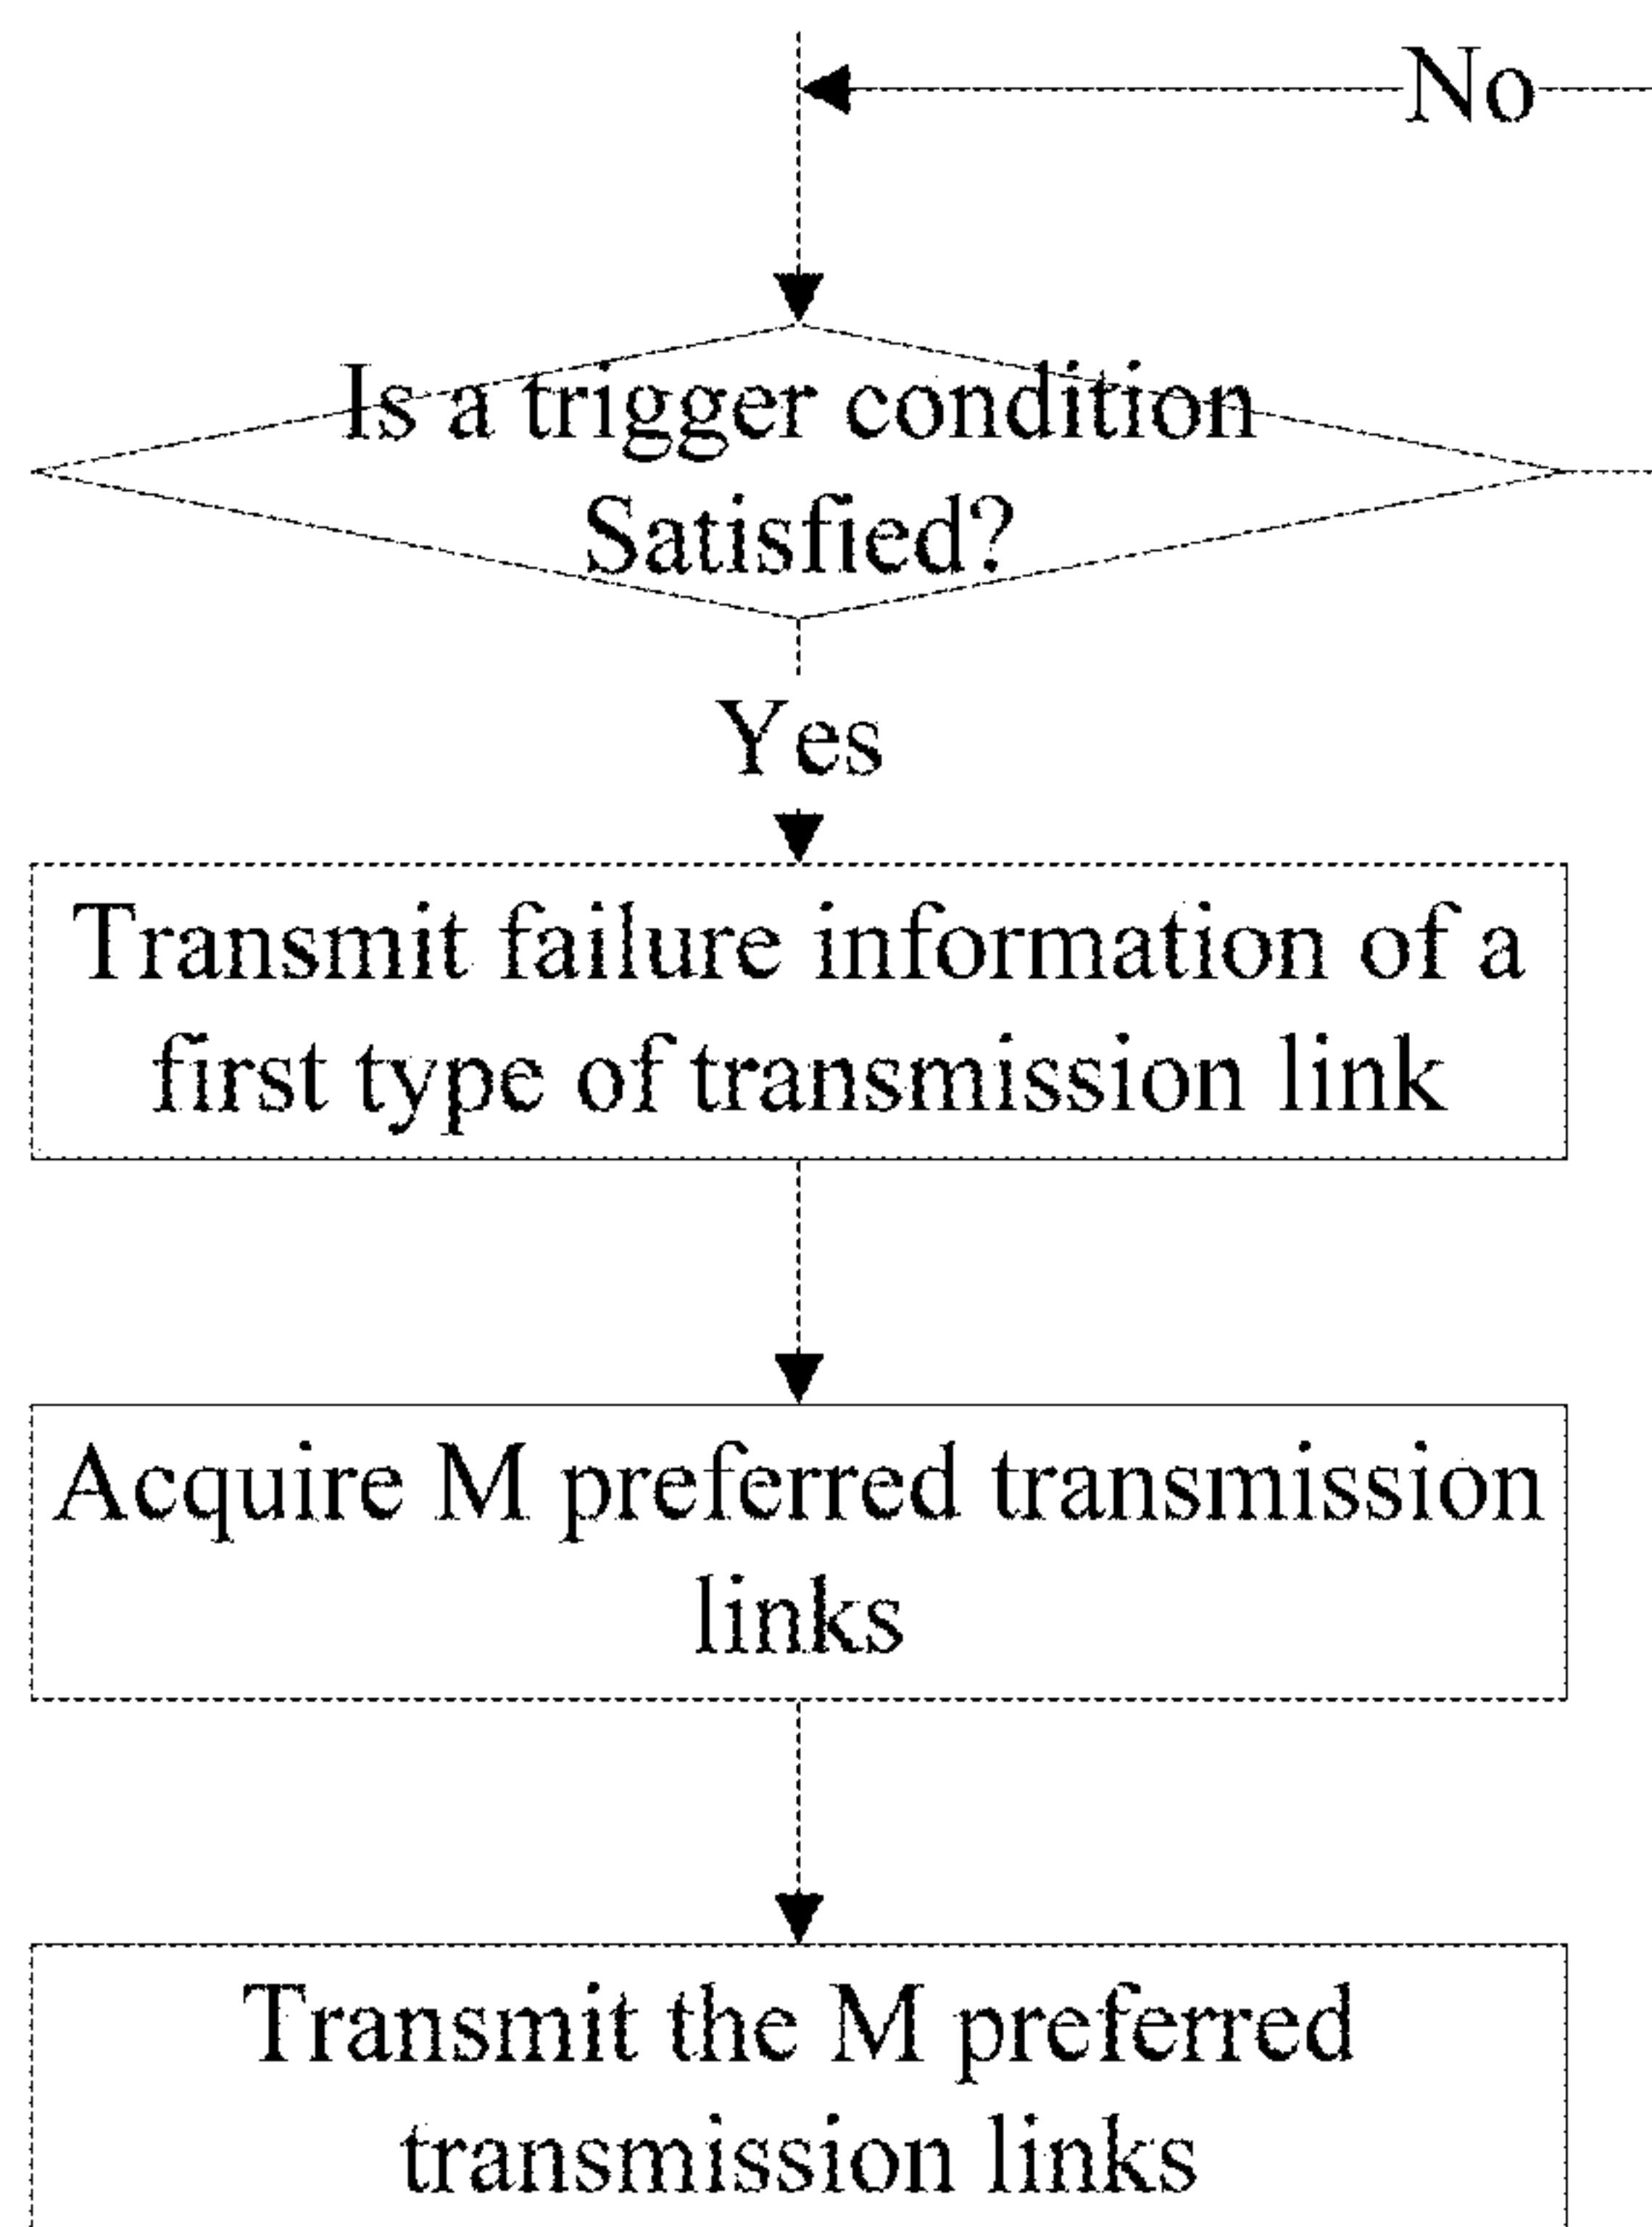 No
Is a trigger condition
Satisfied?
Yes
Transmit failure information of a
first type of transmission link
Acquire M preferred transmission
links
Transmit the M preferred
transmission links